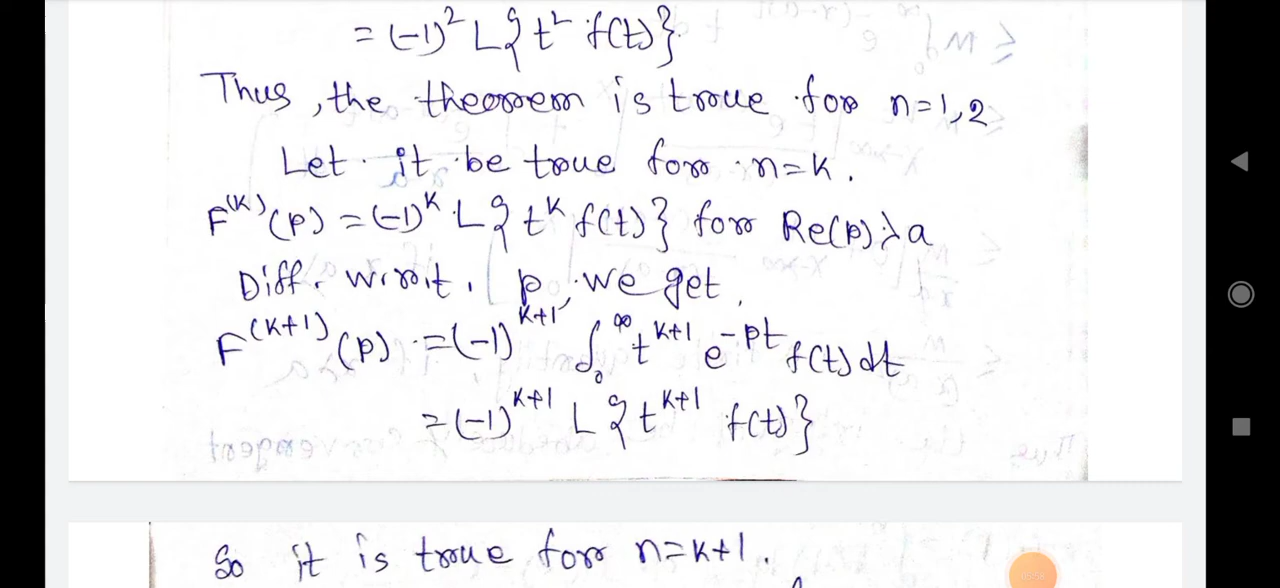 = (-1)² L{t² f(t)}.
Thus, the theorem is true for n=1,2
Let it be true for n=k.
F^(k)(p) = (-1)^k L{t^k f(t)} for Re(p)>a
Diff. w.r.t. p, we get,
F^(k+1)(p) = (-1)^k+1 ∫₀^∞ t^k+1 e^-pt f(t) dt
= (-1)^k+1 L{t^k+1 f(t)}
So it is true for n=k+1.